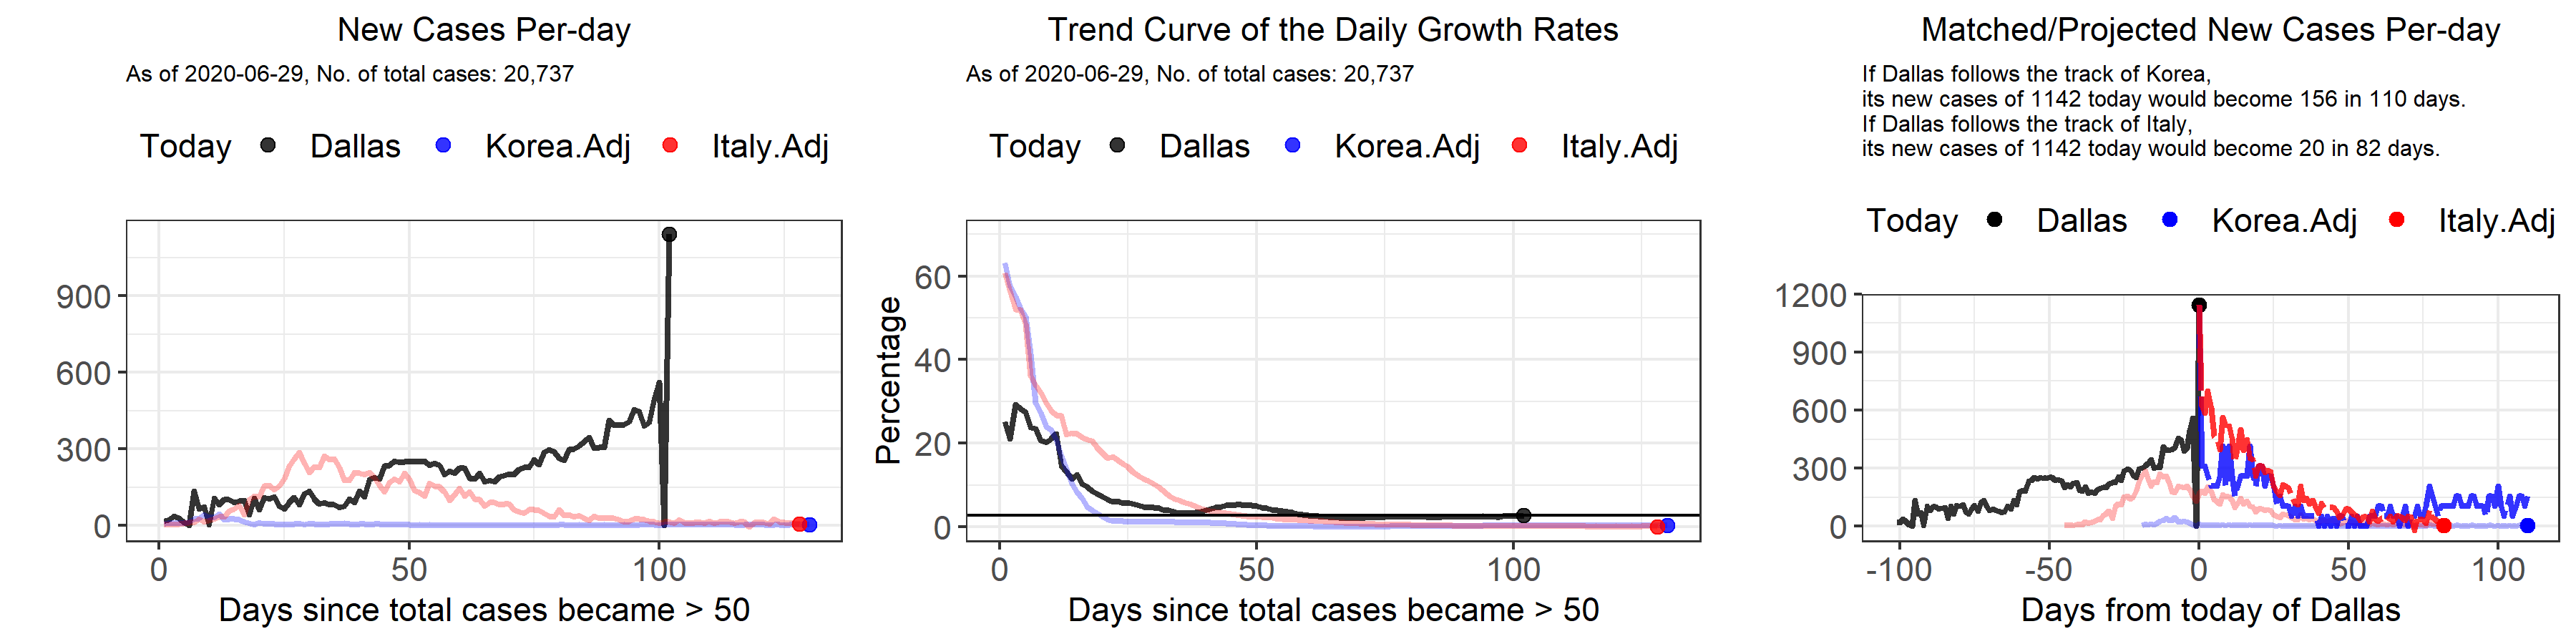 New Cases Per-day
As of 2020-06-29, No. of total cases: 20,737
Today Dallas Korea.Adj Italy.Adj
900
600
300
0
0 50 100
Days since total cases became > 50
Trend Curve of the Daily Growth Rates
As of 2020-06-29, No. of total cases: 20,737
Today Dallas Korea.Adj Italy.Adj
Percentage
60
40
20
0
0 50 100
Days since total cases became > 50
Matched/Projected New Cases Per-day
If Dallas follows the track of Korea,
its new cases of 1142 today would become 156 in 110 days.
If Dallas follows the track of Italy,
its new cases of 1142 today would become 20 in 82 days.
Today Dallas Korea.Adj Italy.Adj
1200
900
600
300
0
-100 -50 0 50 100
Days from today of Dallas